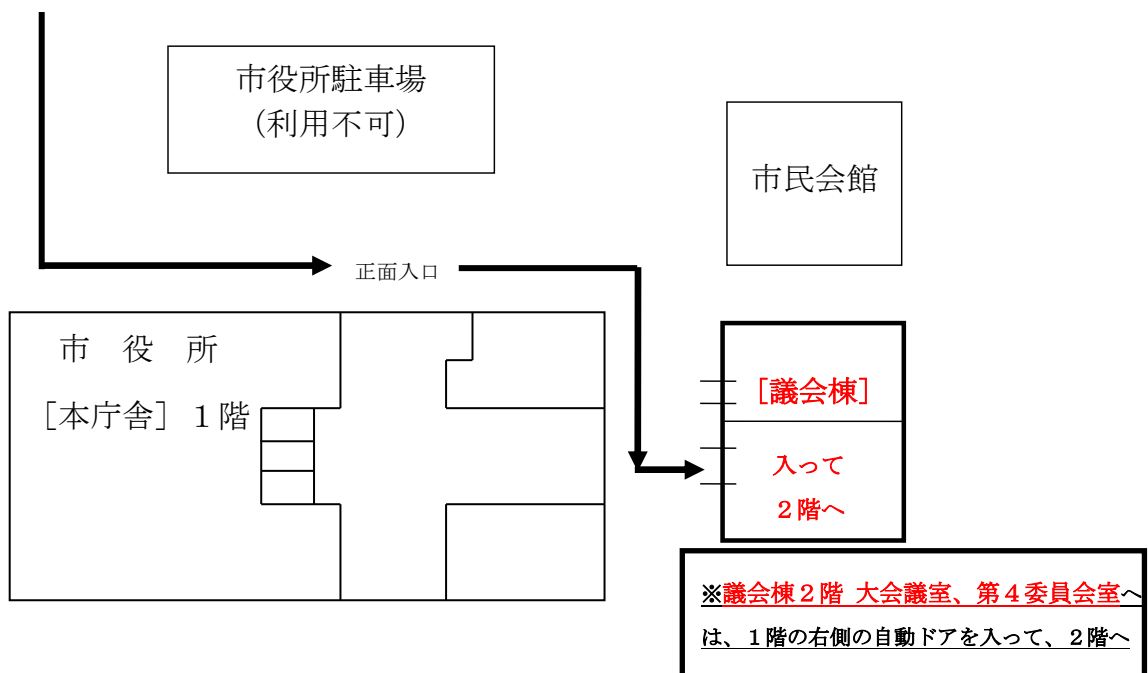 市役所駐車場
(利用不可)
市民会館
正面入口
市　役　所
[本庁舎] １階
[議会棟]
入って
２階へ
※議会棟２階 大会議室、第４委員会室へ
は、１階の右側の自動ドアを入って、２階へ